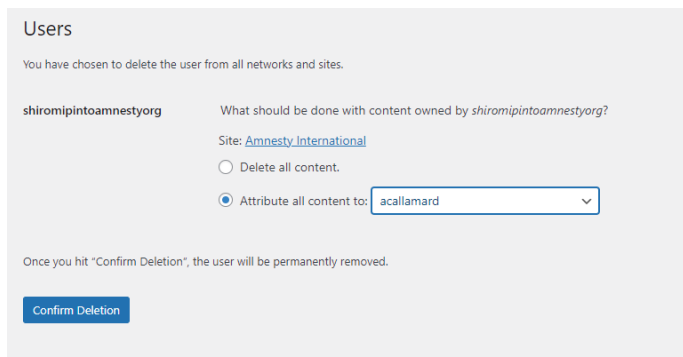 Users
You have chosen to delete the user from all networks and sites.
shiromipintoamnestyorg
What should be done with content owned by shiromipintoamnestyorg?
Site: Amnesty International
Delete all content.
Attribute all content to: acallamard
Once you hit “Confirm Deletion”, the user will be permanently removed.
Confirm Deletion